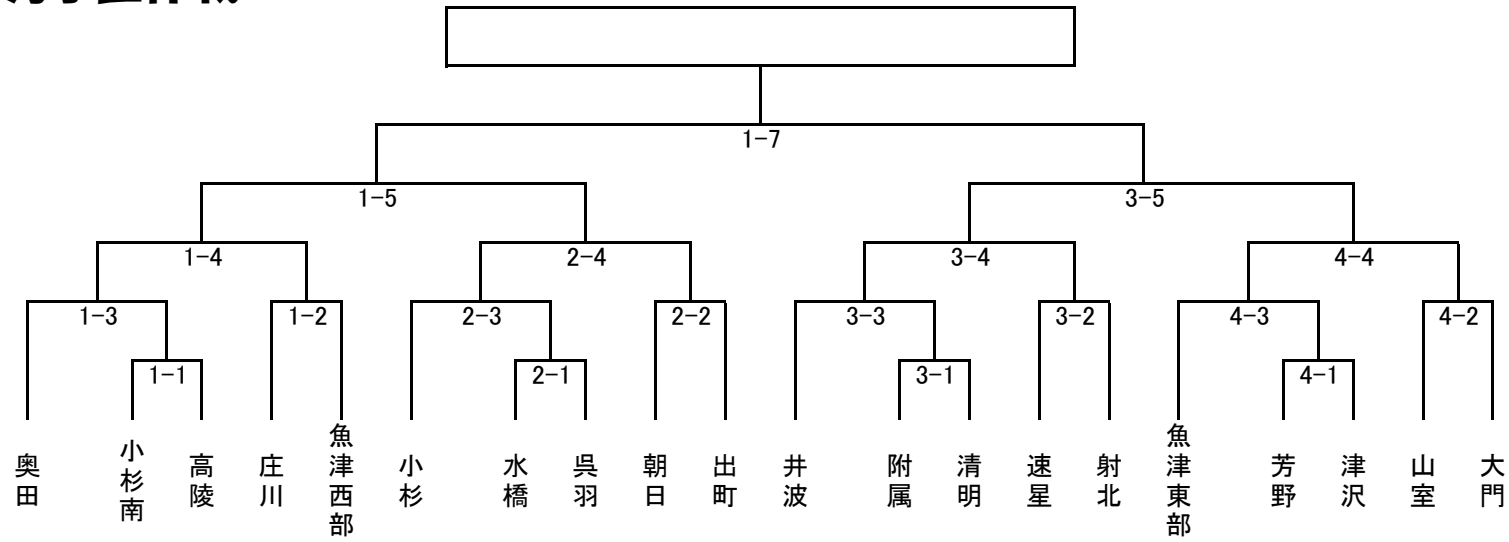 1-7
1-5
3-5
1-4
2-4
3-4
4-4
1-3
1-2
2-3
2-2
3-3
3-2
4-3
4-2
1-1
2-1
3-1
4-1
奥田
小杉南
高陵
庄川
魚津西部
小杉
水橋
呉羽
朝日
出町
井波
附属
清明
速星
射北
魚津東部
芳野
津沢
山室
大門